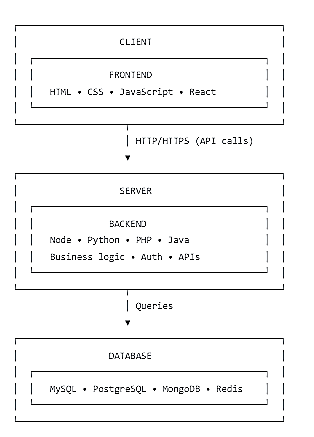 CLIENT
FRONTEND
HTML • CSS • JavaScript • React
HTTP/HTTPS (API calls)
SERVER
BACKEND
Node • Python • PHP • Java
Business logic • Auth • APIs
Queries
DATABASE
MySQL • PostgreSQL • MongoDB • Redis